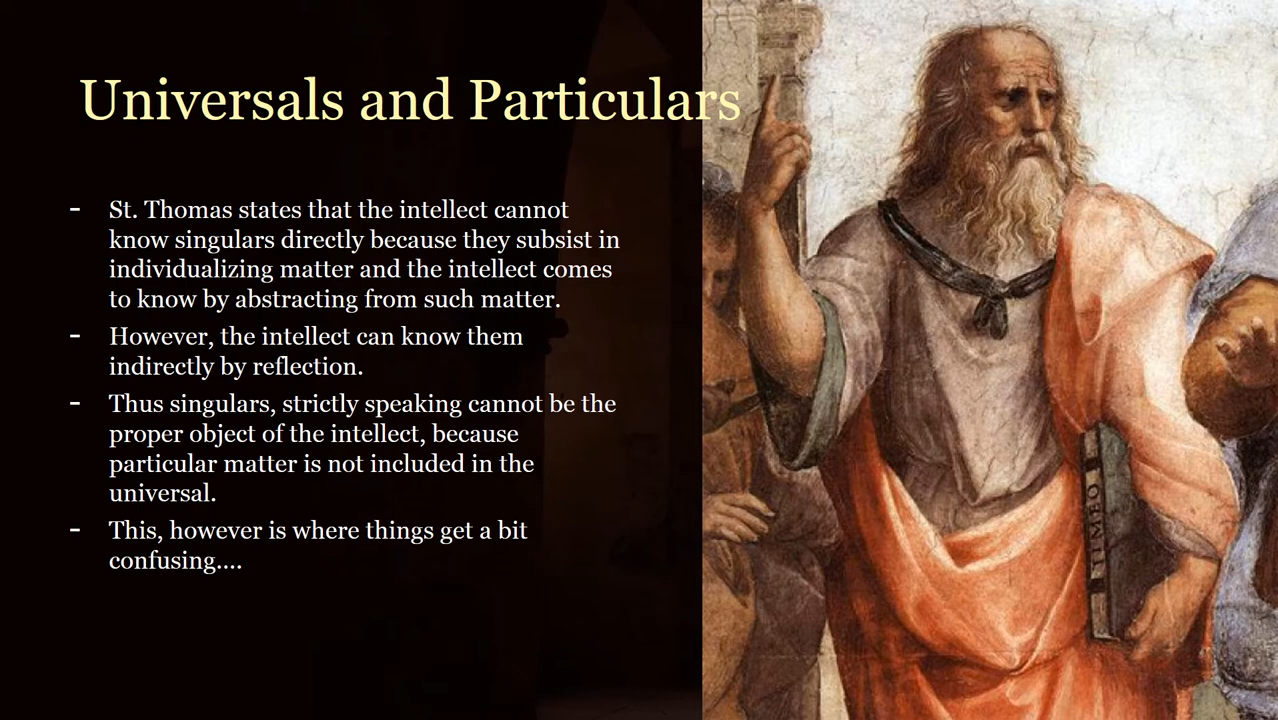 Universals and Particulars
- St. Thomas states that the intellect cannot
know singulars directly because they subsist in
individualizing matter and the intellect comes
to know by abstracting from such matter.
- However, the intellect can know them
indirectly by reflection.
- Thus singulars, strictly speaking cannot be the
proper object of the intellect, because
particular matter is not included in the
universal.
- This, however is where things get a bit
confusing....
TIMEO